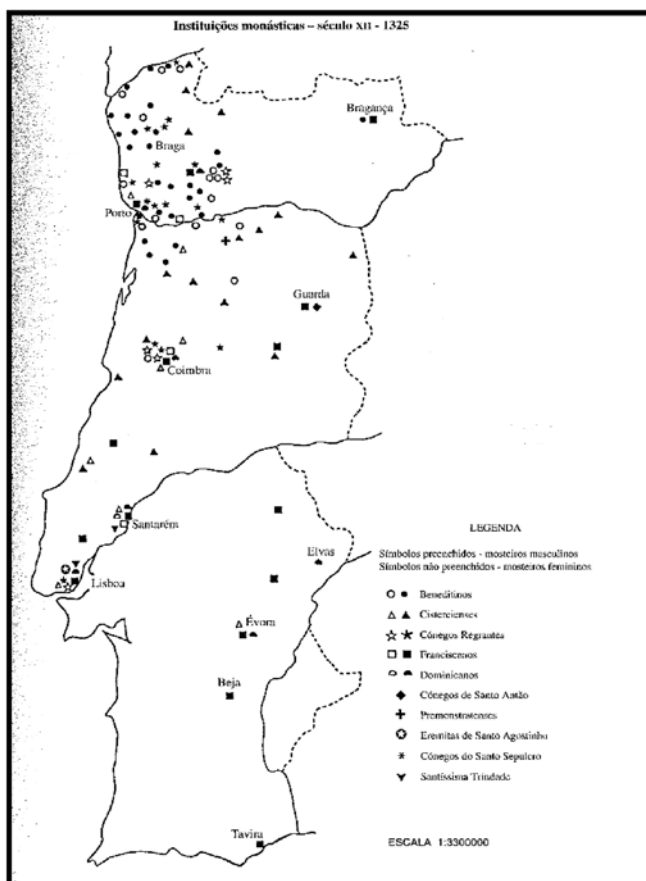 Instituições monásticas – século XII - 1325
Bragança
Braga
Porto
Guarda
Coimbra
Santarém
Lisboa
Elvas
Évora
Beja
Tavira
LEGENDA
Símbolos preenchidos - mosteiros masculinos
Símbolos não preenchidos - mosteiros femininos
Beneditinos
Cistercienses
Cónegos Regrantes
Franciscanos
Dominicanos
Cónegos de Santo Antão
Premonstratenses
Eremitas de Santo Agostinho
Cónegos do Santo Sepulcro
Santíssima Trindade
ESCALA 1:3300000